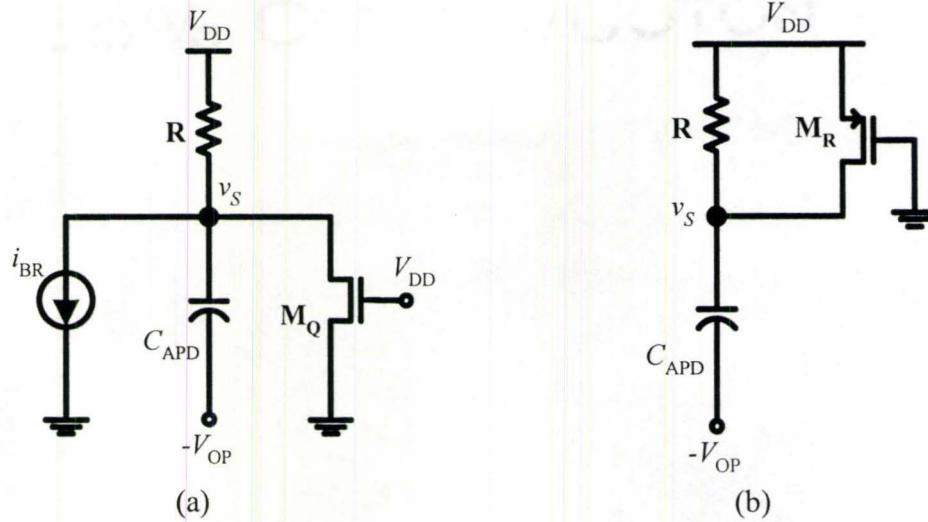 V_DD
R
v_S
i_BR
V_DD
M_Q
C_APD
-V_OP
(a)
V_DD
R
M_R
v_S
C_APD
-V_OP
(b)